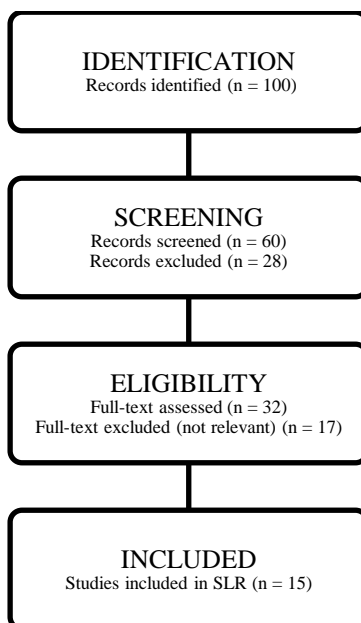 IDENTIFICATION
Records identified (n = 100)
SCREENING
Records screened (n = 60)
Records excluded (n = 28)
ELIGIBILITY
Full-text assessed (n = 32)
Full-text excluded (not relevant) (n = 17)
INCLUDED
Studies included in SLR (n = 15)